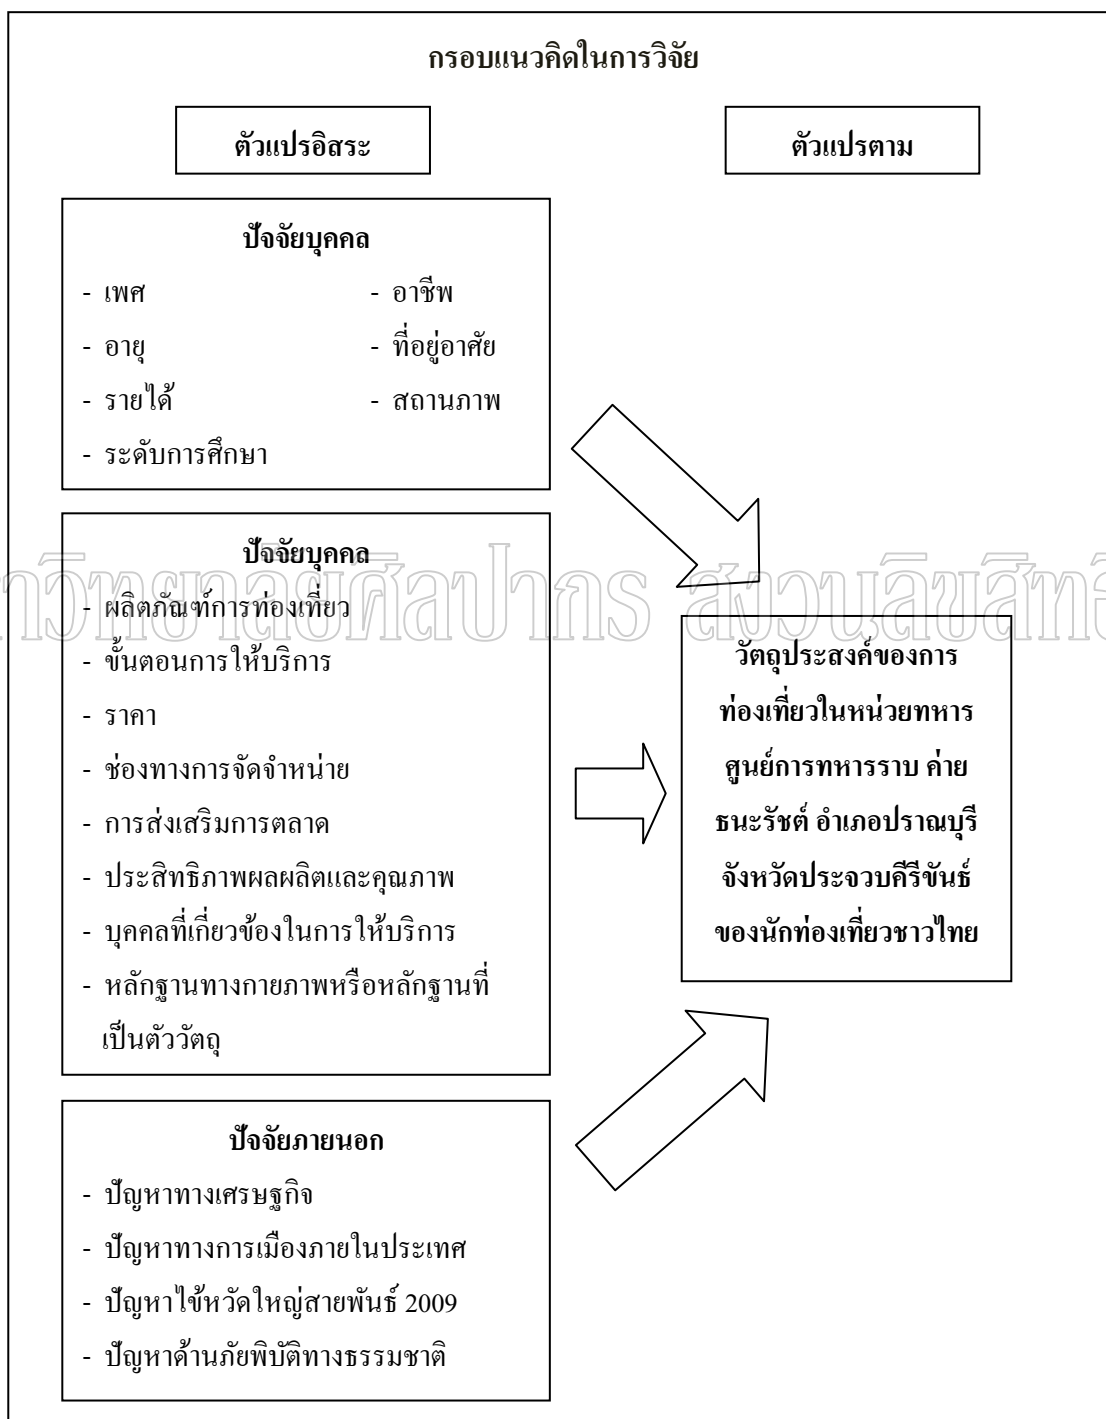 กรอบแนวคิดในการวิจัย
ตัวแปรอิสระ
ตัวแปรตาม
ปัจจัยบุคคล
- เพศ
- อายุ
- รายได้
- ระดับการศึกษา
- อาชีพ
- ที่อยู่อาศัย
- สถานภาพ
ปัจจัยบุคคล
- ผลิตภัณฑ์การท่องเที่ยว
- ขั้นตอนการให้บริการ
- ราคา
- ช่องทางการจัดจำหน่าย
- การส่งเสริมการตลาด
- ประสิทธิภาพผลผลิตและคุณภาพ
- บุคคลที่เกี่ยวข้องในการให้บริการ
- หลักฐานทางกายภาพหรือหลักฐานที่
เป็นตัววัตถุ
ปัจจัยภายนอก
- ปัญหาทางเศรษฐกิจ
- ปัญหาทางการเมืองภายในประเทศ
- ปัญหาไข้หวัดใหญ่สายพันธ์ 2009
- ปัญหาด้านภัยพิบัติทางธรรมชาติ
วัตถุประสงค์ของการ
ท่องเที่ยวในหน่วยทหาร
ศูนย์การทหารราบ ค่าย
ธนะรัชต์ อำเภอปราณบุรี
จังหวัดประจวบคีรีขันธ์
ของนักท่องเที่ยวชาวไทย
าวิทยาลัยศิลปากร สงวนลิขสิทธิ